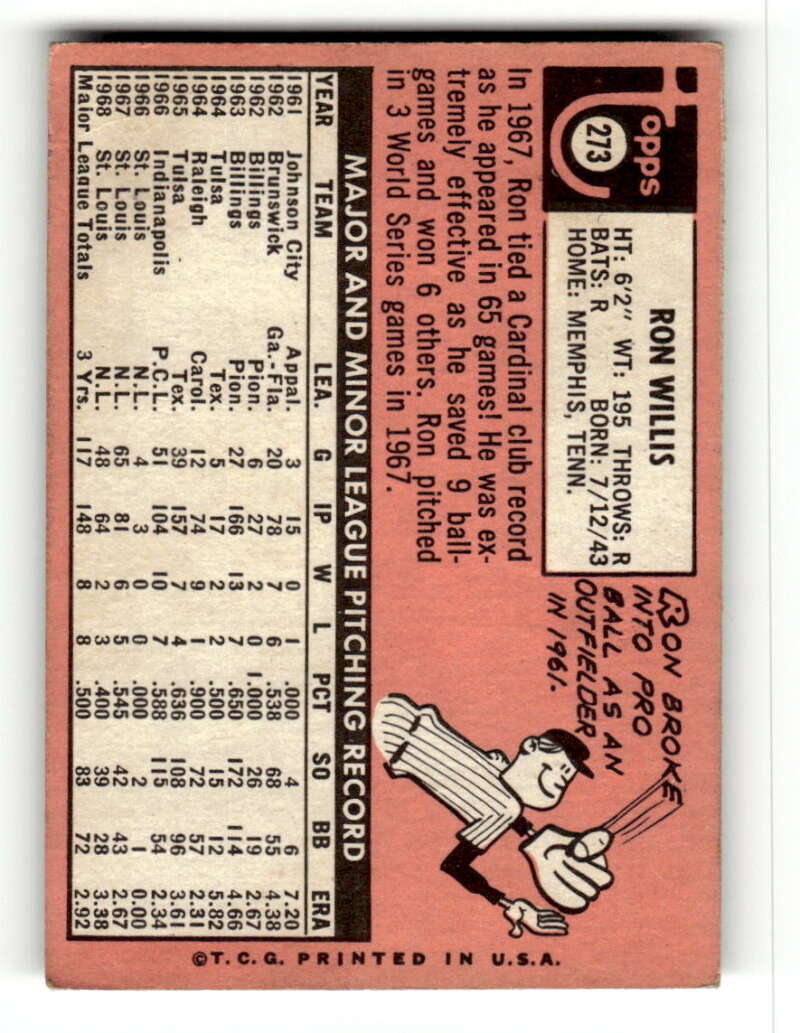 Topps
273
RON WILLIS
HT: 6'2" WT: 195 THROWS: R
BATS: R BORN: 7/12/43
HOME: MEMPHIS, TENN.
In 1967, Ron tied a Cardinal club record
as he appeared in 65 games! He was ex-
tremely effective as he saved 9 ball-
games and won 6 others. Ron pitched
in 3 World Series games in 1967.
RON BROKE
INTO PRO
BALL AS AN
OUTFIELDER
IN 1961.
MAJOR AND MINOR LEAGUE PITCHING RECORD
YEAR TEAM LEA. G IP W L PCT SO BB ERA
1961 Johnson City Appal. 3 15 0 1 .000 4 6 7.20
1962 Brunswick Ga.-Fla. 20 78 7 6 .538 68 55 4.38
1962 Billings Pion. 6 27 2 0 1.000 26 19 2.67
1963 Billings Pion. 27 166 13 7 .650 172 114 4.66
1964 Tulsa Tex. 5 17 2 2 .500 15 12 5.82
1964 Raleigh Carol. 12 74 9 1 .900 72 57 2.31
1965 Tulsa Tex. 39 157 7 4 .636 108 96 3.61
1966 Indianapolis P.C.L. 51 104 10 7 .588 115 54 2.34
1966 St. Louis N.L. 4 3 0 0 .000 2 1 0.00
1967 St. Louis N.L. 65 81 6 5 .545 42 43 2.67
1968 St. Louis N.L. 48 64 2 3 .400 39 28 3.38
Major League Totals 3 Yrs. 117 148 8 8 .500 83 72 2.92
©T.C.G. PRINTED IN U.S.A.